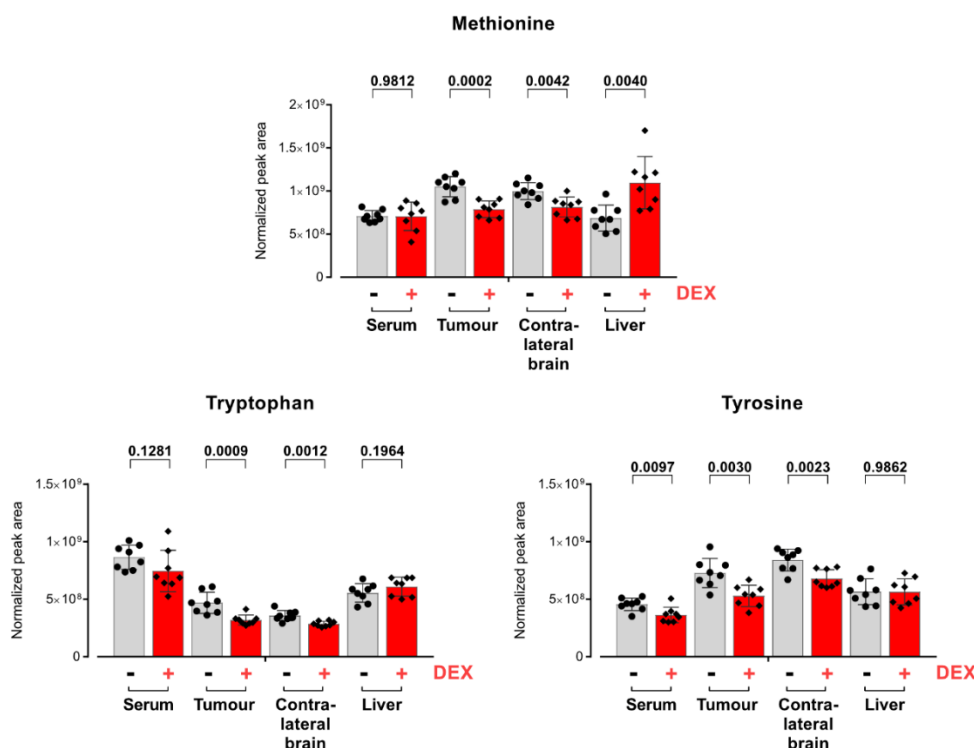 Methionine
0.9812 0.0002 0.0042 0.0040
2×10⁹
1.5×10⁹
1×10⁹
5×10⁸
0
Normalized peak area
- + - + - + - + DEX
Serum Tumour Contra-lateral brain Liver
Tryptophan
0.1281 0.0009 0.0012 0.1964
1.5×10⁹
1×10⁹
5×10⁸
0
Normalized peak area
- + - + - + - + DEX
Serum Tumour Contra-lateral brain Liver
Tyrosine
0.0097 0.0030 0.0023 0.9862
1.5×10⁹
1×10⁹
5×10⁸
0
Normalized peak area
- + - + - + - + DEX
Serum Tumour Contra-lateral brain Liver